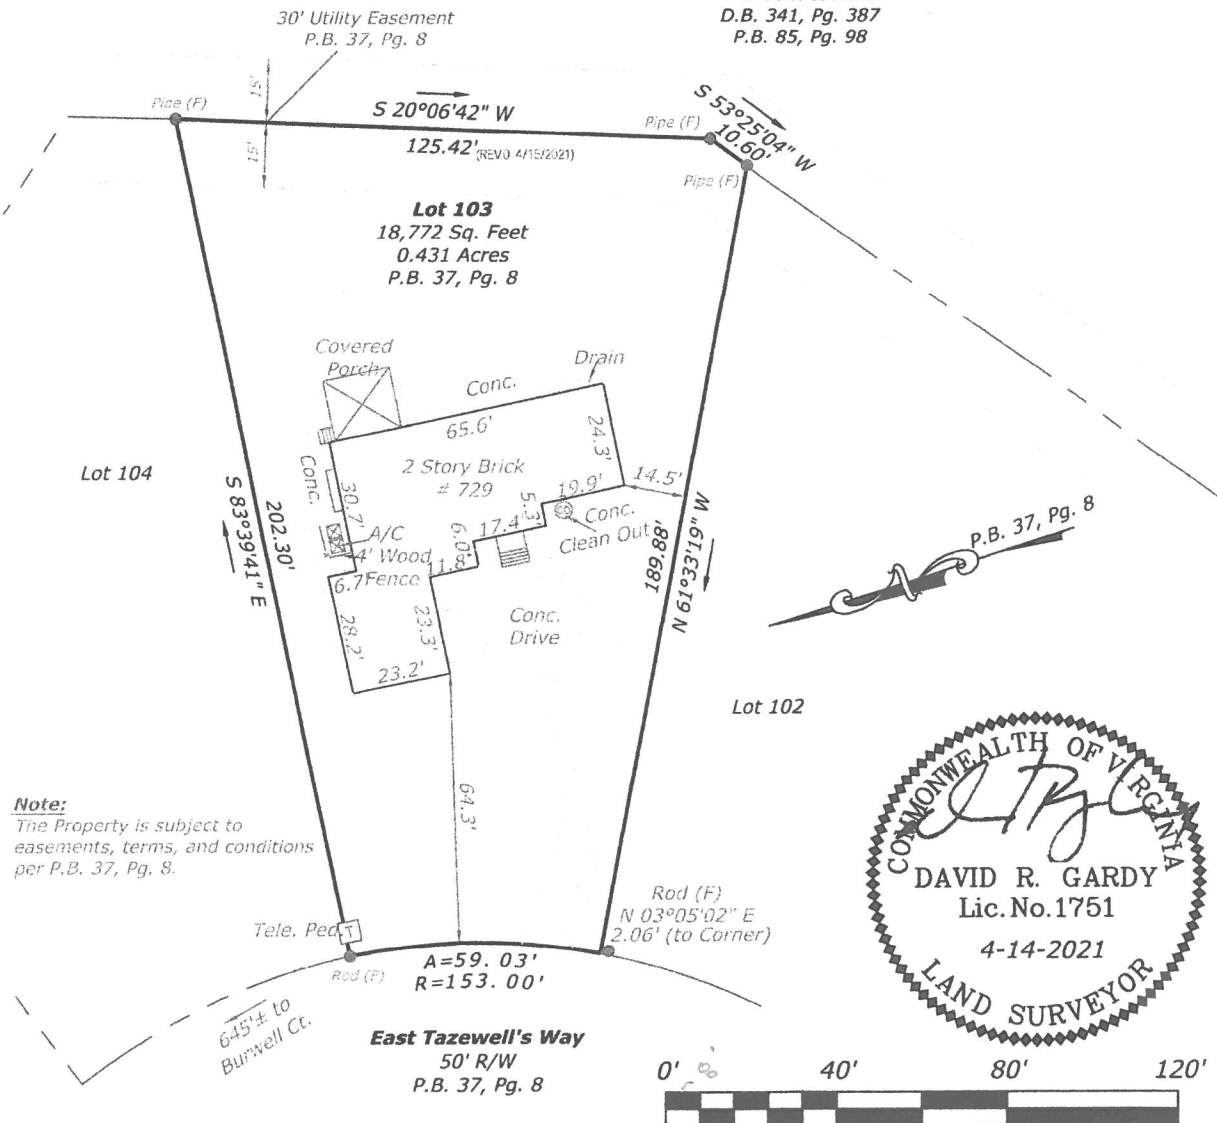 D.B. 341, Pg. 387
P.B. 85, Pg. 98
30' Utility Easement
P.B. 37, Pg. 8
15'
15'
Pipe (F)
S 20°06'42" W
125.42' (REVD 4/15/2021)
Pipe (F)
S 53°25'04" W
10.60'
Pipe (F)
Lot 103
18,772 Sq. Feet
0.431 Acres
P.B. 37, Pg. 8
Covered
Porch
Conc.
Drain
65.6'
24.3'
2 Story Brick
# 729
Lot 104
S 83°39'41" E
202.30'
Conc.
30.7'
A/C
4' Wood
Fence
6.7'
11.8'
6.0'
17.4'
5.3'
19.9'
14.5'
Conc.
Clean Out
189.88'
N 61°33'19" W
P.B. 37, Pg. 8
N
28.2'
23.3'
23.2'
Conc.
Drive
64.3'
Lot 102
Note:
The Property is subject to
easements, terms, and conditions
per P.B. 37, Pg. 8.
Tele. Ped.
T
Rod (F)
A=59. 03'
R=153. 00'
Rod (F)
N 03°05'02" E
2.06' (to Corner)
645'± to
Burwell Ct.
East Tazewell's Way
50' R/W
P.B. 37, Pg. 8
COMMONWEALTH OF VIRGINIA
DAVID R. GARDY
Lic.No.1751
4-14-2021
LAND SURVEYOR
0' 40' 80' 120'